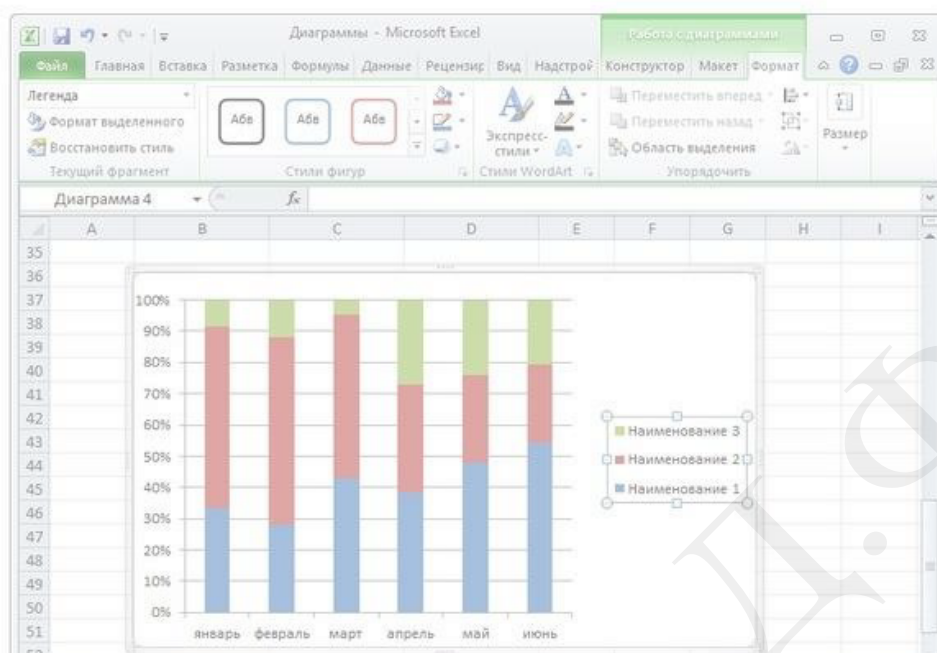 Диаграммы - Microsoft Excel
Работа с диаграммами
Файл Главная Вставка Разметка Формулы Данные Рецензир Вид Надстрой Конструктор Макет Формат
Легенда
Формат выделенного
Восстановить стиль
Текущий фрагмент
Абв Абв Абв
Стили фигур
Экспресс-
стили
Стили WordArt
Переместить вперед
Переместить назад
Область выделения
Упорядочить
Размер
Диаграмма 4 fx
A B C D E F G H I
35
36
37
38
39
40
41
42
43
44
45
46
47
48
49
50
51
52
100%
90%
80%
70%
60%
50%
40%
30%
20%
10%
0%
январь февраль март апрель май июнь
Наименование 3
Наименование 2
Наименование 1